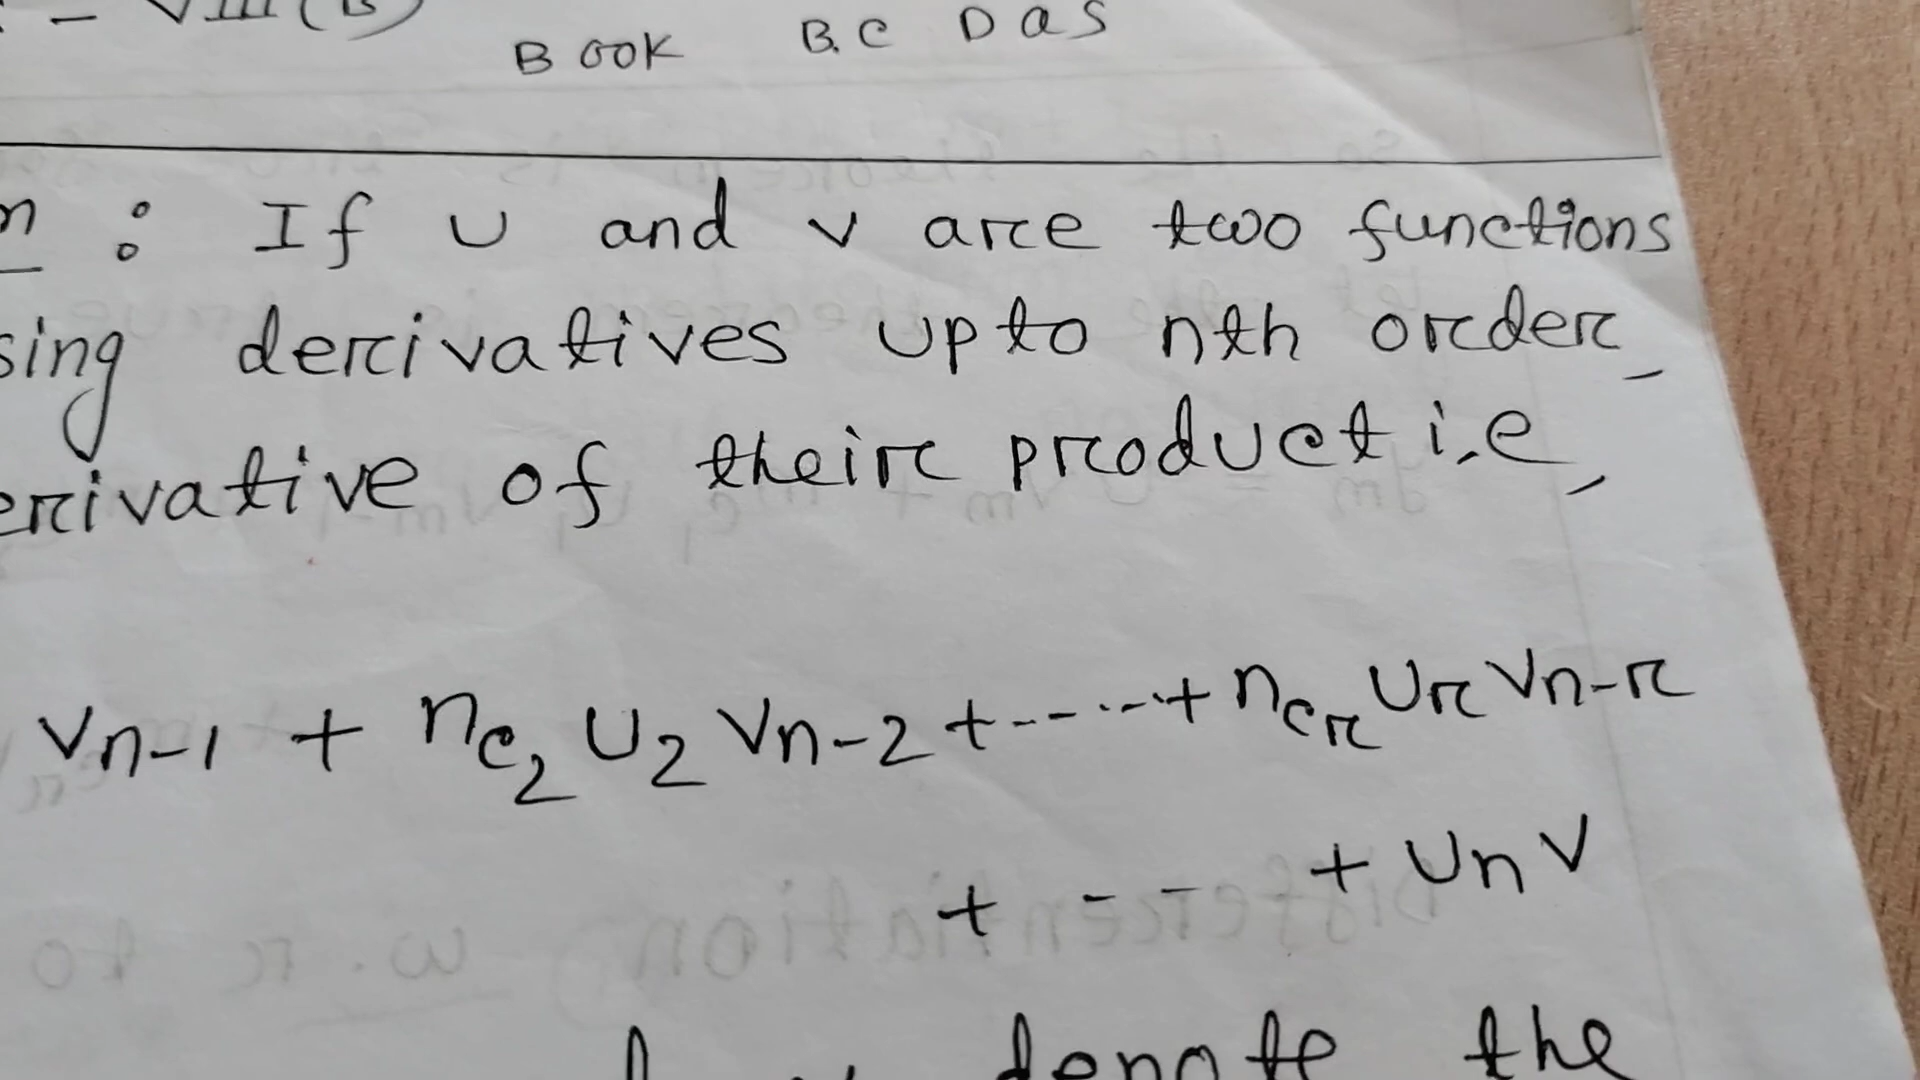 - VIII (B)
Book B.C Das
n : If u and v are two functions
sing derivatives upto nth order,
erivative of their product i.e,
vn-1 + nc2 u2 vn-2 + ----- + ncr ur vn-r
+ - - + un v
denote the